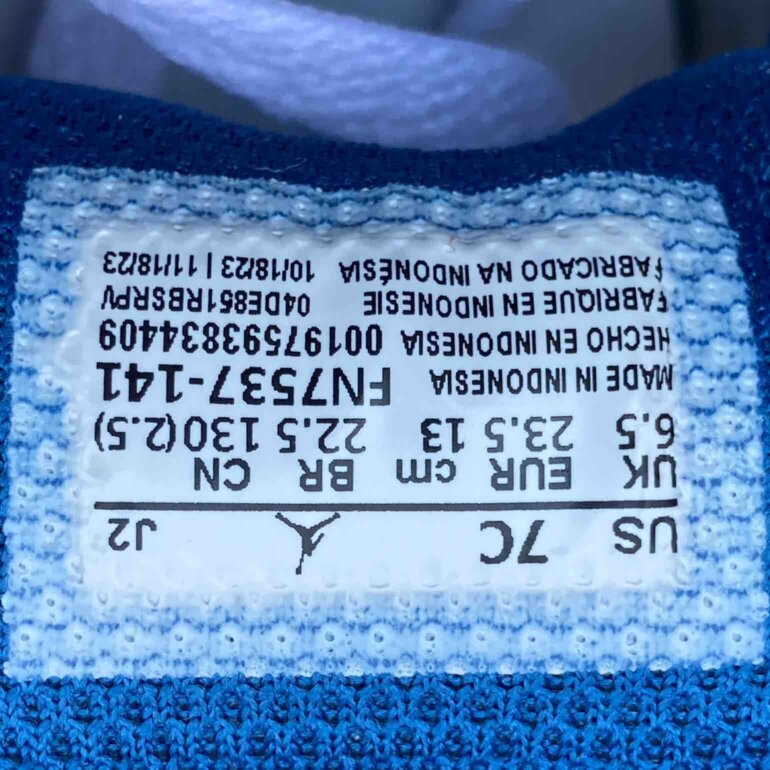 US 7C J2
UK EUR cm BR CN
6.5 23.5 13 22.5 130(2.5)
MADE IN INDONESIA FN7537-141
HECHO EN INDONESIA 00197593834409
FABRIQUE EN INDONESIE 04DE851RBSRPV
FABRICADO NA INDONÉSIA 10/18/23 | 11/18/23